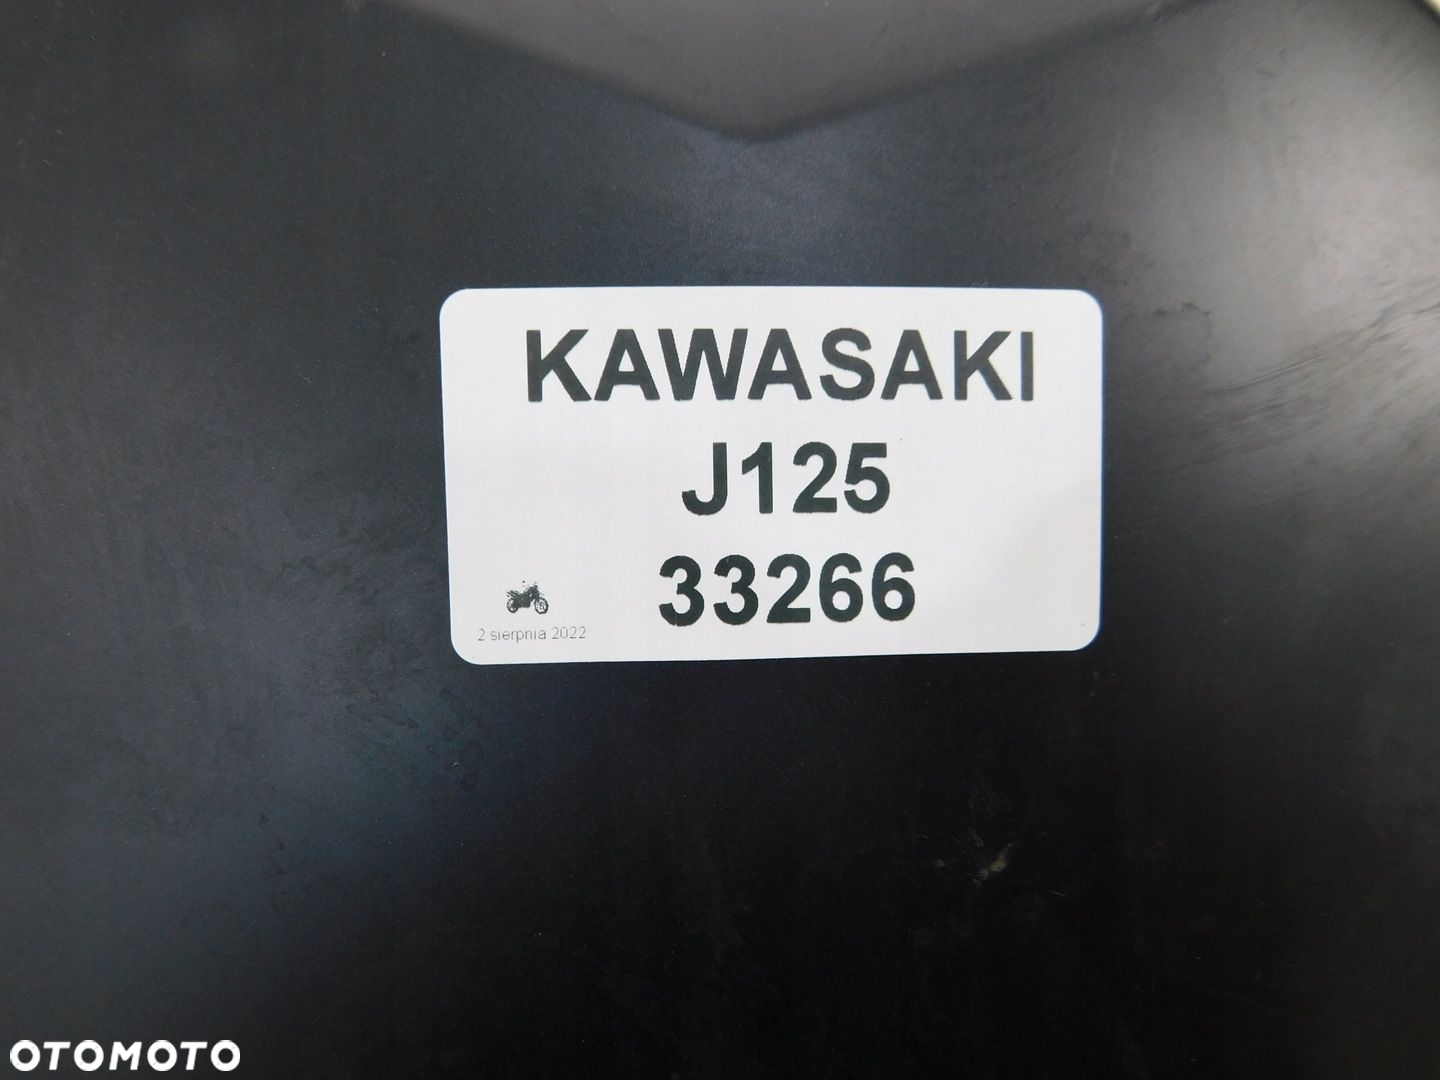 KAWASAKI
J125
33266
2 sierpnia 2022
OTOMOTO